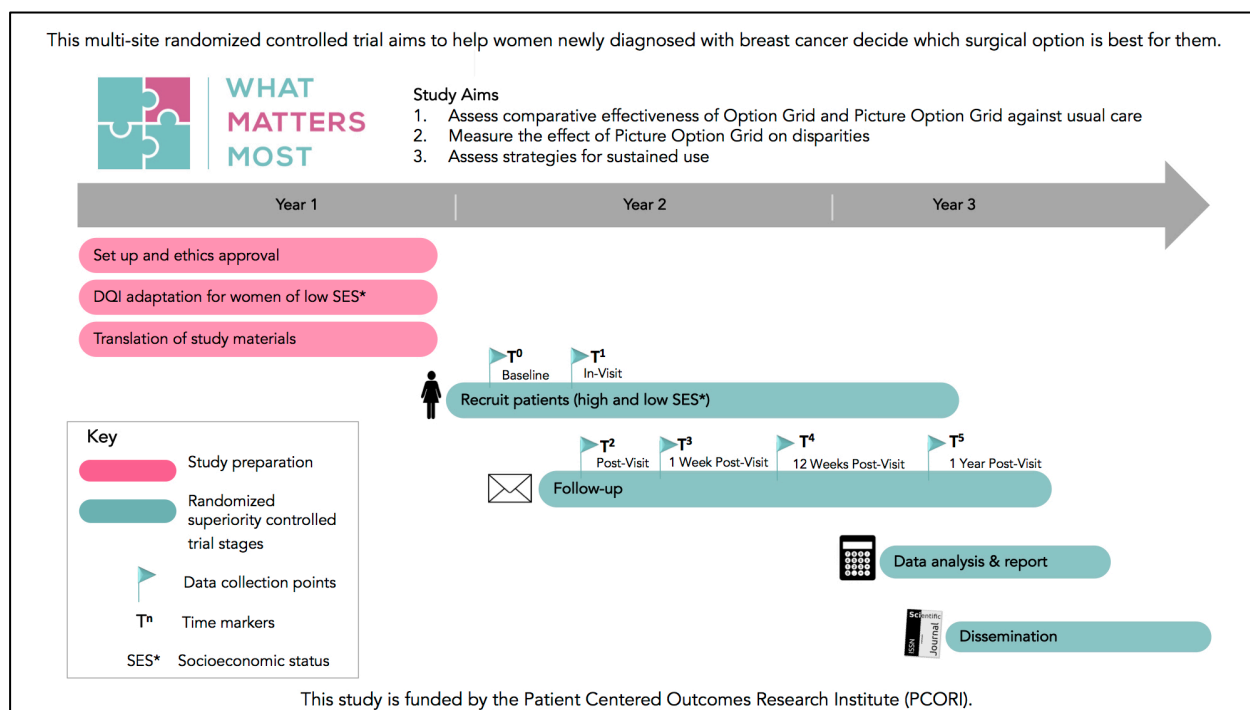 This multi-site randomized controlled trial aims to help women newly diagnosed with breast cancer decide which surgical option is best for them.
WHAT
MATTERS
MOST
Study Aims
1. Assess comparative effectiveness of Option Grid and Picture Option Grid against usual care
2. Measure the effect of Picture Option Grid on disparities
3. Assess strategies for sustained use
Year 1
Year 2
Year 3
Set up and ethics approval
DQI adaptation for women of low SES*
Translation of study materials
T⁰
Baseline
T¹
In-Visit
Recruit patients (high and low SES*)
T²
Post-Visit
T³
1 Week Post-Visit
T⁴
12 Weeks Post-Visit
T⁵
1 Year Post-Visit
Follow-up
Data analysis & report
Scientific
Journal
ISSN
Dissemination
Key
Study preparation
Randomized
superiority controlled
trial stages
Data collection points
Tⁿ Time markers
SES* Socioeconomic status
This study is funded by the Patient Centered Outcomes Research Institute (PCORI).